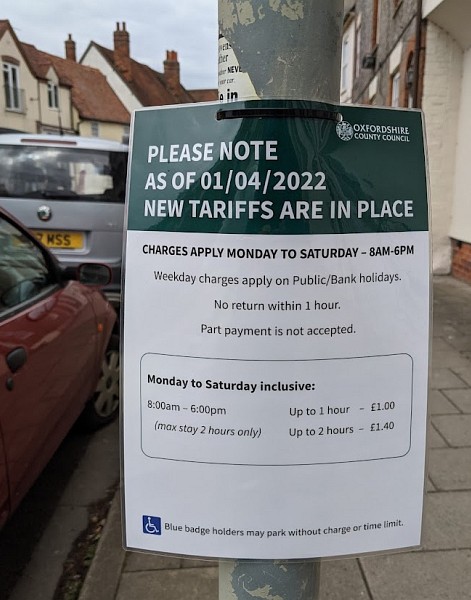 NEVER
OXFORDSHIRE
COUNTY COUNCIL
PLEASE NOTE
AS OF 01/04/2022
NEW TARIFFS ARE IN PLACE
CHARGES APPLY MONDAY TO SATURDAY – 8AM-6PM
Weekday charges apply on Public/Bank holidays.
No return within 1 hour.
Part payment is not accepted.
Monday to Saturday inclusive:
8:00am – 6:00pm Up to 1 hour – £1.00
(max stay 2 hours only) Up to 2 hours – £1.40
Blue badge holders may park without charge or time limit.
WSS